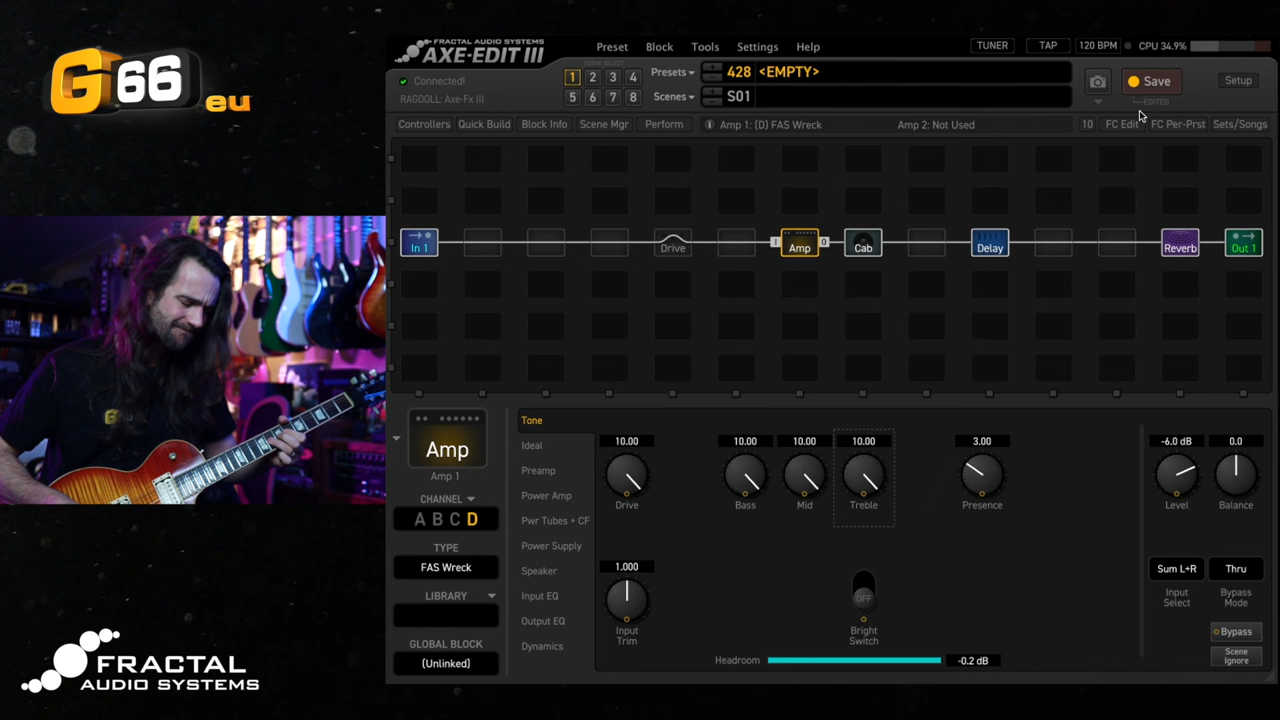 G66
eu
FRACTAL AUDIO SYSTEMS
AXE-EDIT III
Connected!
RAGDOLL: Axe-Fx III
Preset Block Tools Settings Help
TUNER TAP 120 BPM CPU 34.9%
SCENE SELECT
1 2 3 4
5 6 7 8
Presets 428 <EMPTY>
Scenes S01
Save
EDITED
Setup
Controllers Quick Build Block Info Scene Mgr Perform
Amp 1: (D) FAS Wreck Amp 2: Not Used
10 FC Edit FC Per-Prst Sets/Songs
In 1 Drive I Amp O Cab Delay Reverb Out 1
Amp
Amp 1
CHANNEL
A B C D
TYPE
FAS Wreck
LIBRARY
GLOBAL BLOCK
(Unlinked)
Tone
Ideal
Preamp
Power Amp
Pwr Tubes + CF
Power Supply
Speaker
Input EQ
Output EQ
Dynamics
10.00 10.00 10.00 10.00 3.00 -6.0 dB 0.0
Drive Bass Mid Treble Presence Level Balance
1.000
Input Trim
OFF
Bright Switch
Sum L+R Thru
Input Select
Bypass Mode
Bypass
Scene Ignore
Headroom -0.2 dB
G
FRACTAL
AUDIO SYSTEMS